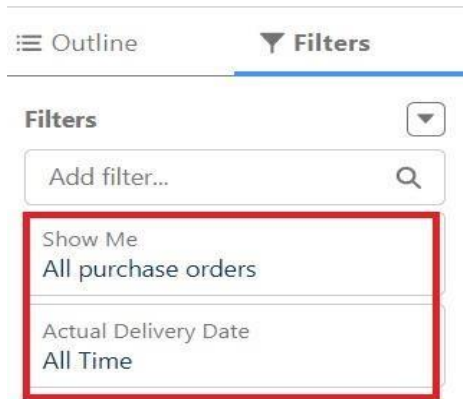 Outline Filters
Filters
Add filter...
Show Me
All purchase orders
Actual Delivery Date
All Time